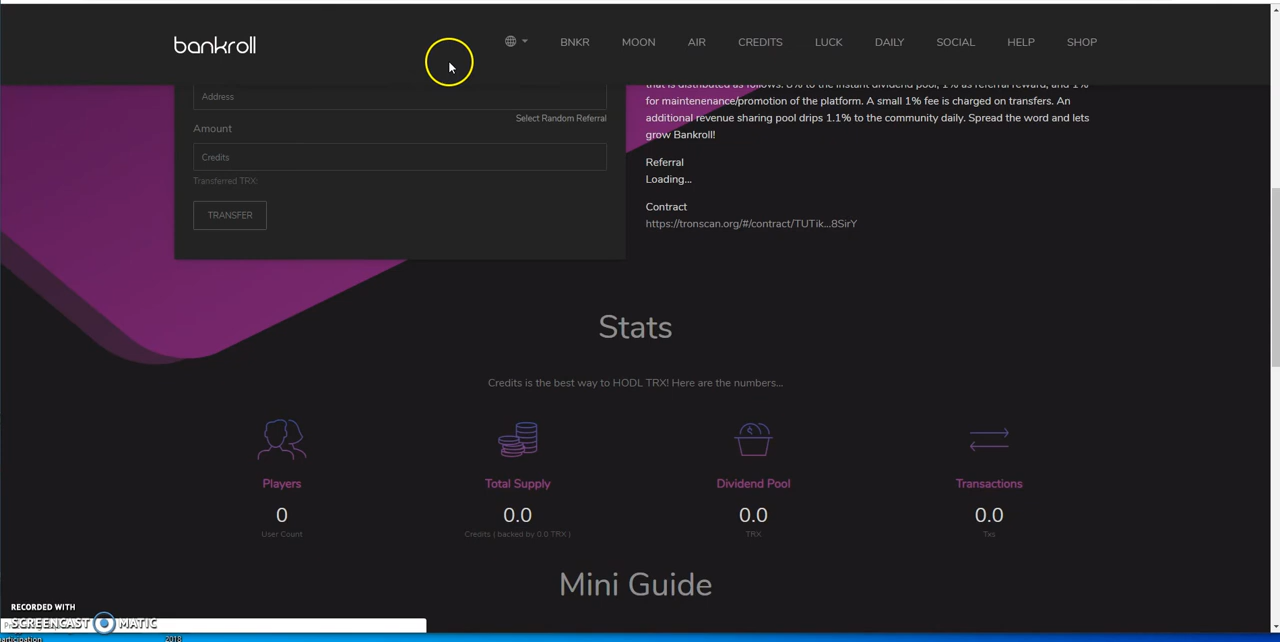 bankroll
BNKR MOON AIR CREDITS LUCK DAILY SOCIAL HELP SHOP
Address
Select Random Referral
Amount
Credits
Transferred TRX:
TRANSFER
for maintenenance/promotion of the platform. A small 1% fee is charged on transfers. An
additional revenue sharing pool drips 1.1% to the community daily. Spread the word and lets
grow Bankroll!
Referral
Loading...
Contract
https://tronscan.org/#/contract/TUTik...8SirY
Stats
Credits is the best way to HODL TRX! Here are the numbers...
Players
0
User Count
Total Supply
0.0
Credits ( backed by 0.0 TRX )
Dividend Pool
0.0
TRX
Transactions
0.0
Txs
Mini Guide
RECORDED WITH
SCREENCAST MATIC
participation 2018